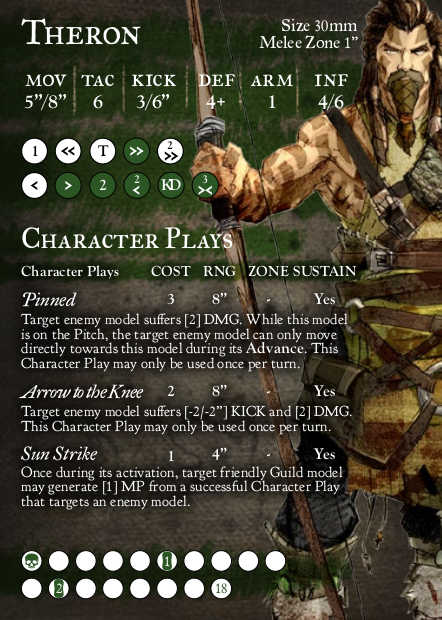 Theron
Size 30mm
Melee Zone 1”
MOV TAC KICK DEF ARM INF
5”/8” 6 3/6” 4+ 1 4/6
1 << T >> 2 >>
< > 2 2 < KD 3 ><
Character Plays
Character Plays COST RNG ZONE SUSTAIN
Pinned 3 8” - Yes
Target enemy model suffers [2] DMG. While this model
is on the Pitch, the target enemy model can only move
directly towards this model during its Advance. This
Character Play may only be used once per turn.
Arrow to the Knee 2 8” - Yes
Target enemy model suffers [-2/-2”] KICK and [2] DMG.
This Character Play may only be used once per turn.
Sun Strike 1 4” - Yes
Once during its activation, target friendly Guild model
may generate [1] MP from a successful Character Play
that targets an enemy model.
1
2 18